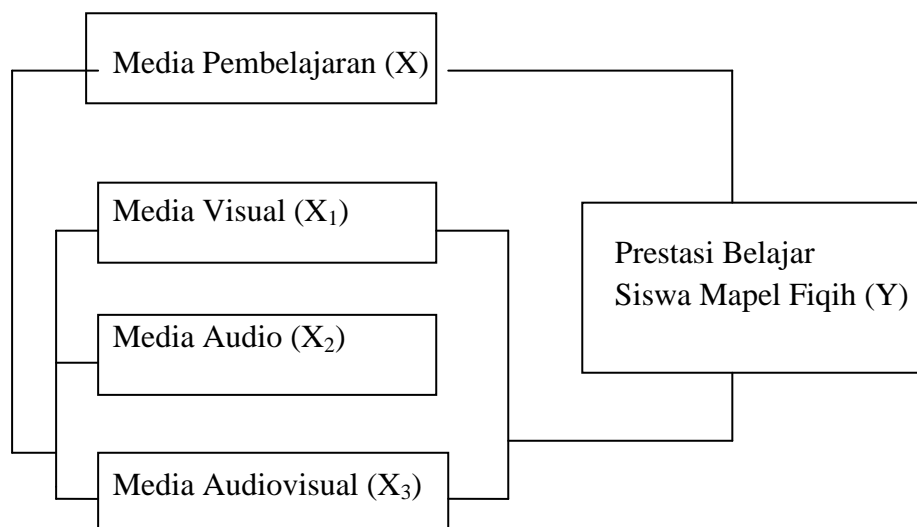 Media Pembelajaran (X)
Media Visual (X₁)
Prestasi Belajar
Siswa Mapel Fiqih (Y)
Media Audio (X₂)
Media Audiovisual (X₃)